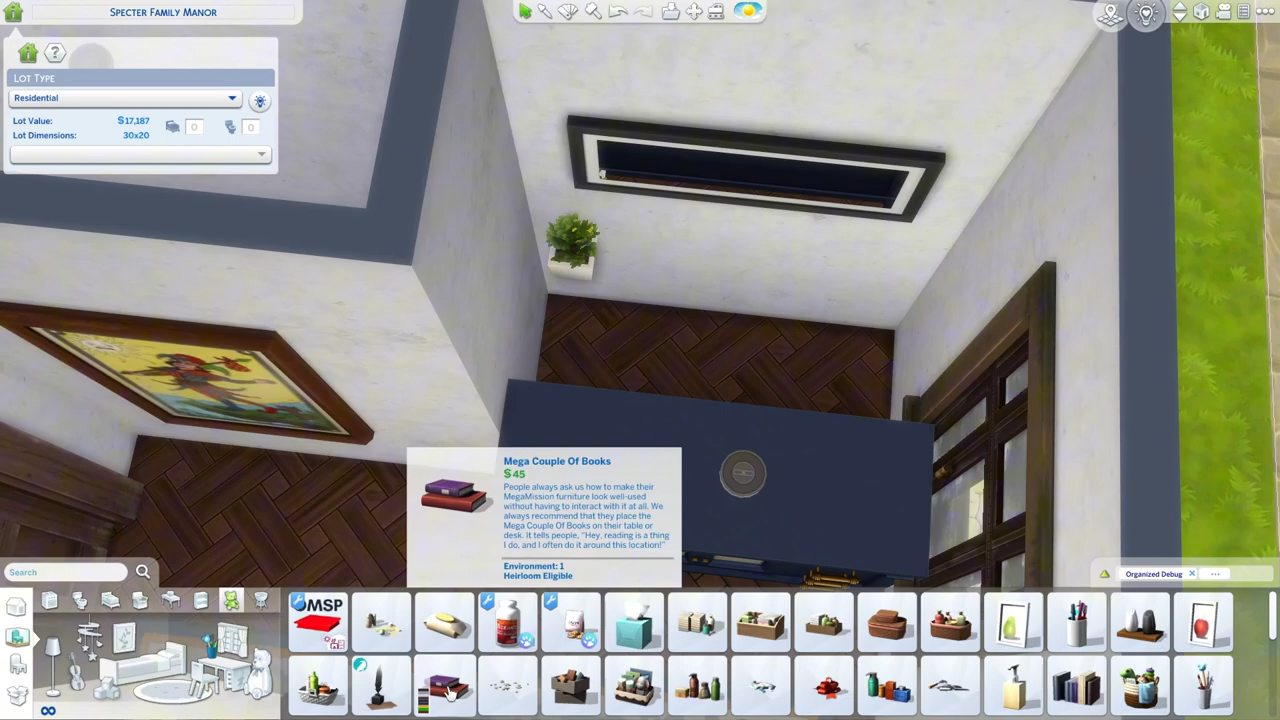 SPECTER FAMILY MANOR
LOT TYPE
Residential
Lot Value: §17,187
0
0
Lot Dimensions: 30x20
Mega Couple Of Books
§45
People always ask us how to make their
MegaMission furniture look well-used
without having to interact with it at all. We
always recommend that they place the
Mega Couple Of Books on their table or
desk. It tells people, "Hey, reading is a thing
I do, and I often do it around this location!"
Environment: 1
Heirloom Eligible
Search
Organized Debug
MSP